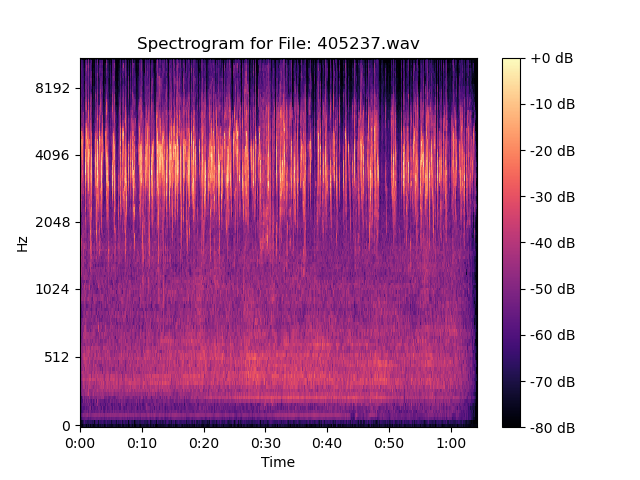 Spectrogram for File: 405237.wav
Hz
8192
4096
2048
1024
512
0
0:00 0:10 0:20 0:30 0:40 0:50 1:00
Time
+0 dB
-10 dB
-20 dB
-30 dB
-40 dB
-50 dB
-60 dB
-70 dB
-80 dB